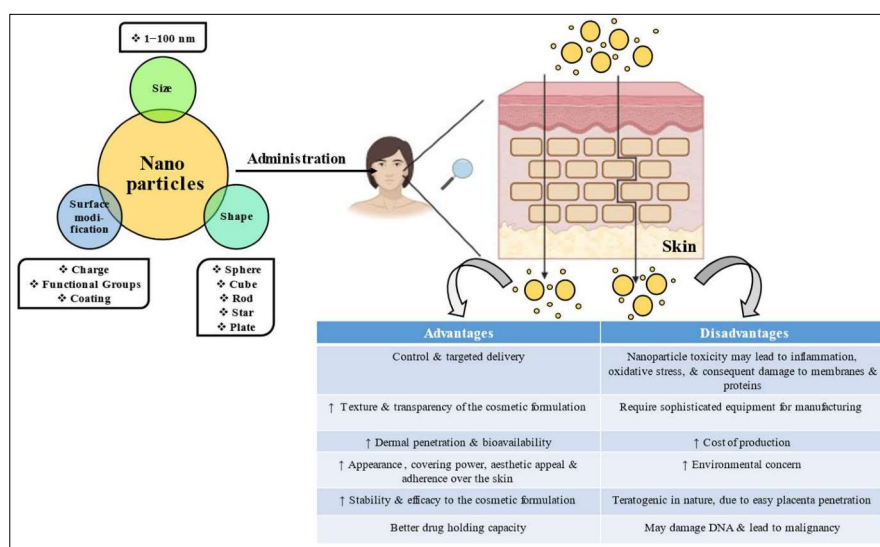 ❖ 1−100 nm
Size
Nano
particles
Surface
modi-
fication
Shape
❖ Charge
❖ Functional Groups
❖ Coating
❖ Sphere
❖ Cube
❖ Rod
❖ Star
❖ Plate
Administration
Skin
Advantages
Disadvantages
Control & targeted delivery
Nanoparticle toxicity may lead to inflammation,
oxidative stress, & consequent damage to membranes &
proteins
↑ Texture & transparency of the cosmetic formulation
Require sophisticated equipment for manufacturing
↑ Dermal penetration & bioavailability
↑ Cost of production
↑ Appearance , covering power, aesthetic appeal &
adherence over the skin
↑ Environmental concern
↑ Stability & efficacy to the cosmetic formulation
Teratogenic in nature, due to easy placenta penetration
Better drug holding capacity
May damage DNA & lead to malignancy